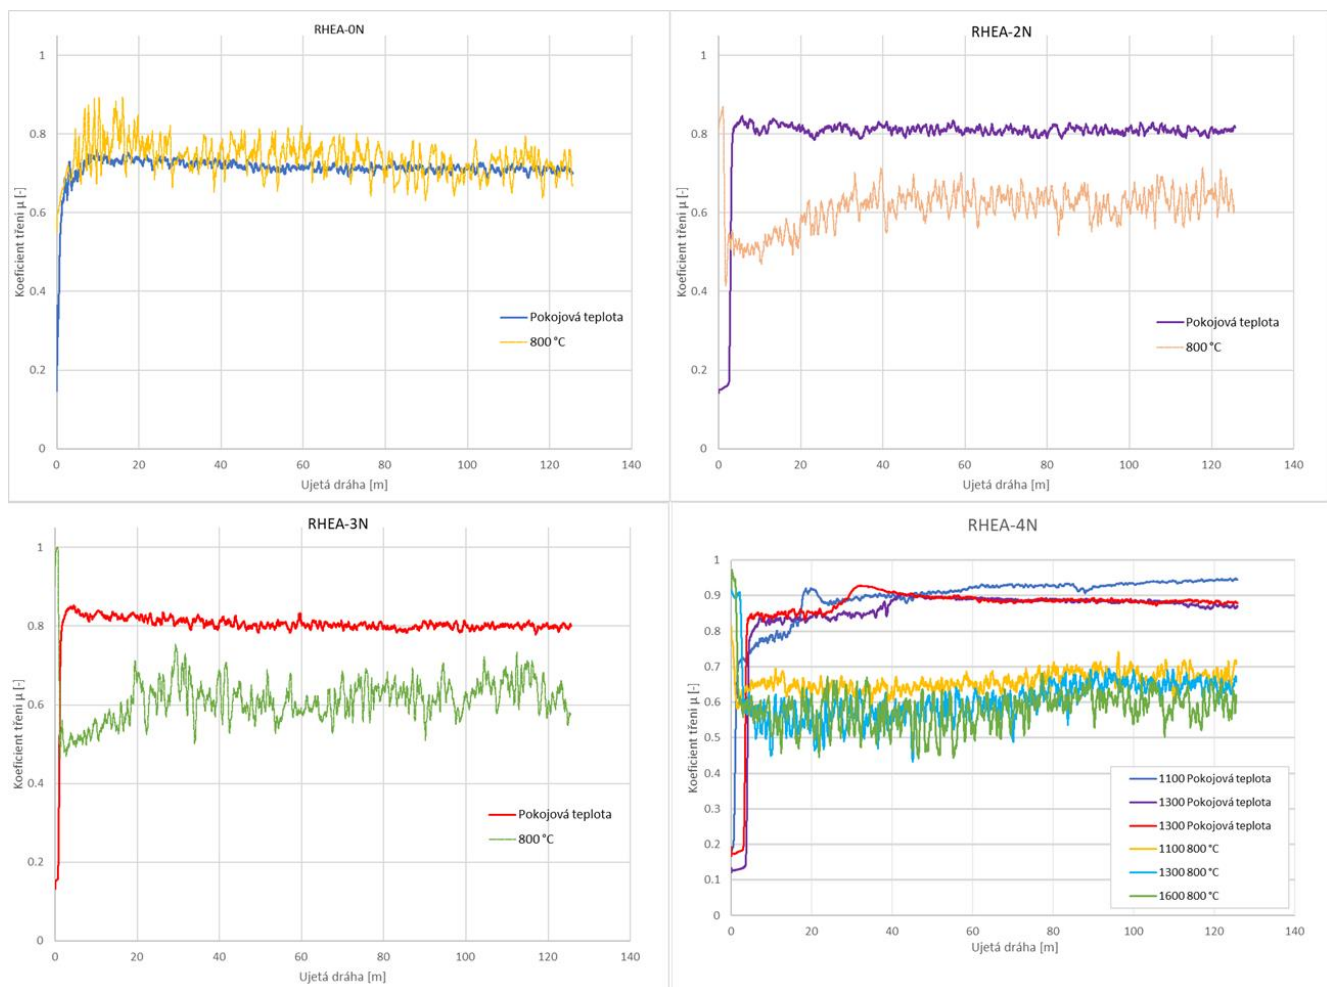 RHEA-0N
1
0.8
0.6
0.4
0.2
0
0 20 40 60 80 100 120 140
Koeficient tření μ [-]
Ujetá dráha [m]
Pokojová teplota
800 °C
RHEA-2N
1
0.8
0.6
0.4
0.2
0
0 20 40 60 80 100 120 140
Koeficient tření μ [-]
Ujetá dráha [m]
Pokojová teplota
800 °C
RHEA-3N
1
0.8
0.6
0.4
0.2
0
0 20 40 60 80 100 120 140
Koeficient tření μ [-]
Ujetá dráha [m]
Pokojová teplota
800 °C
RHEA-4N
1
0.9
0.8
0.7
0.6
0.5
0.4
0.3
0.2
0.1
0
0 20 40 60 80 100 120 140
Koeficient tření μ [-]
Ujetá dráha [m]
1100 Pokojová teplota
1300 Pokojová teplota
1300 Pokojová teplota
1100 800 °C
1300 800 °C
1600 800 °C